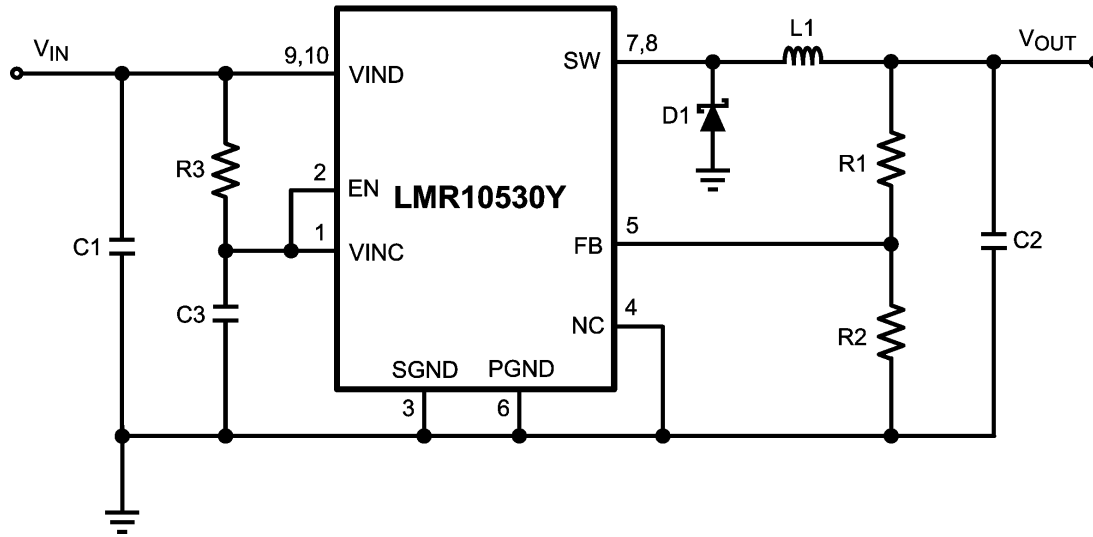 VIN
9,10
VIND
R3
2
EN
1
VINC
C1
C3
LMR10530Y
SGND
PGND
3
6
SW
7,8
L1
VOUT
D1
R1
5
FB
C2
4
NC
R2